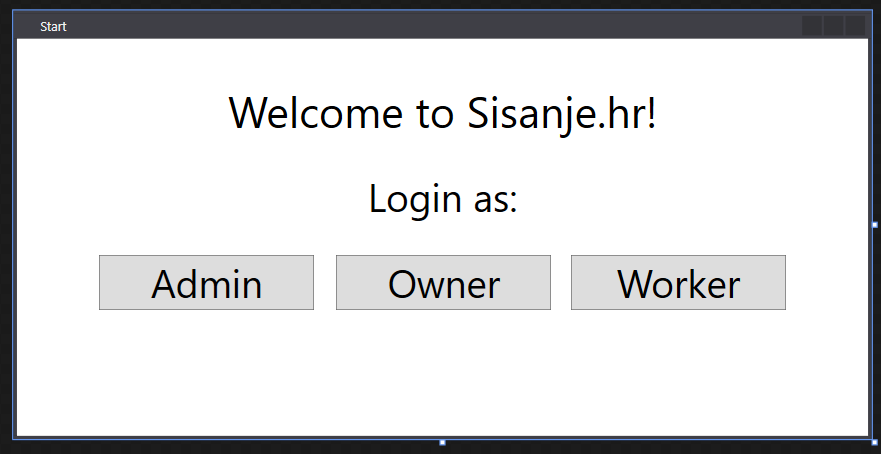 Start
Welcome to Sisanje.hr!
Login as:
Admin
Owner
Worker